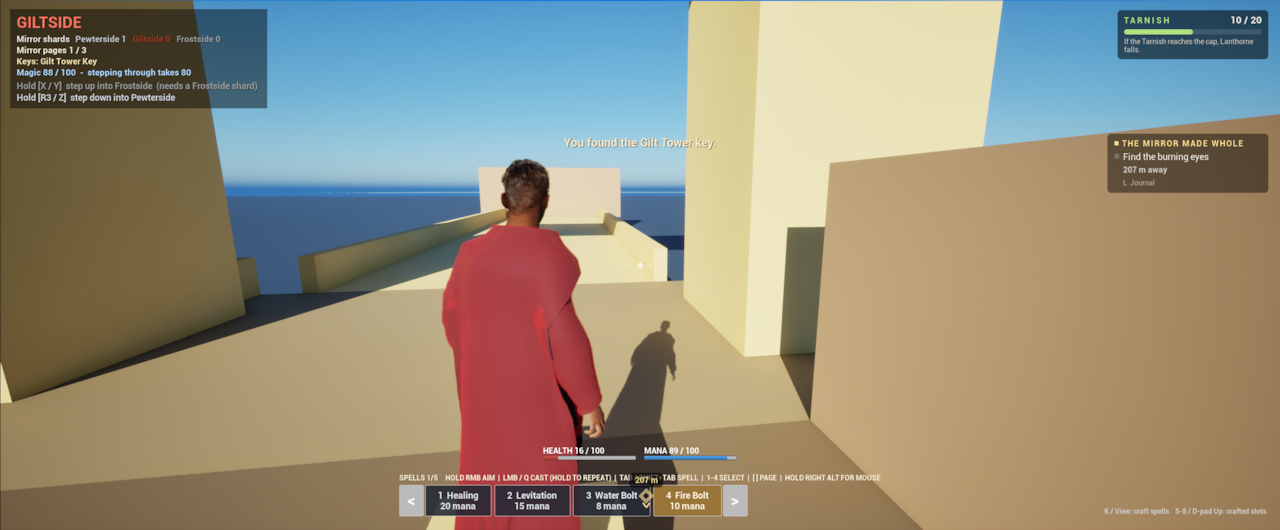 GILTSIDE
Mirror shards Pewterside 1 Giltside 0 Frostside 0
Mirror pages 1 / 3
Keys: Gilt Tower Key
Magic 88 / 100 - stepping through takes 80
Hold [X / Y] step up into Frostside (needs a Frostside shard)
Hold [R3 / Z] step down into Pewterside
TARNISH 10 / 20
If the Tarnish reaches the cap, Lanthorne
falls.
You found the Gilt Tower key.
THE MIRROR MADE WHOLE
Find the burning eyes
207 m away
L Journal
HEALTH 16 / 100 MANA 89 / 100
SPELLS 1/5 HOLD RMB AIM | LMB / Q CAST (HOLD TO REPEAT) | TAB SPELL | 1-4 SELECT | [ ] PAGE | HOLD RIGHT ALT FOR MOUSE
207 m
< 1 Healing 2 Levitation 3 Water Bolt 4 Fire Bolt >
20 mana 15 mana 8 mana 10 mana
K / View: craft spells 5-8 / D-pad Up: crafted slots